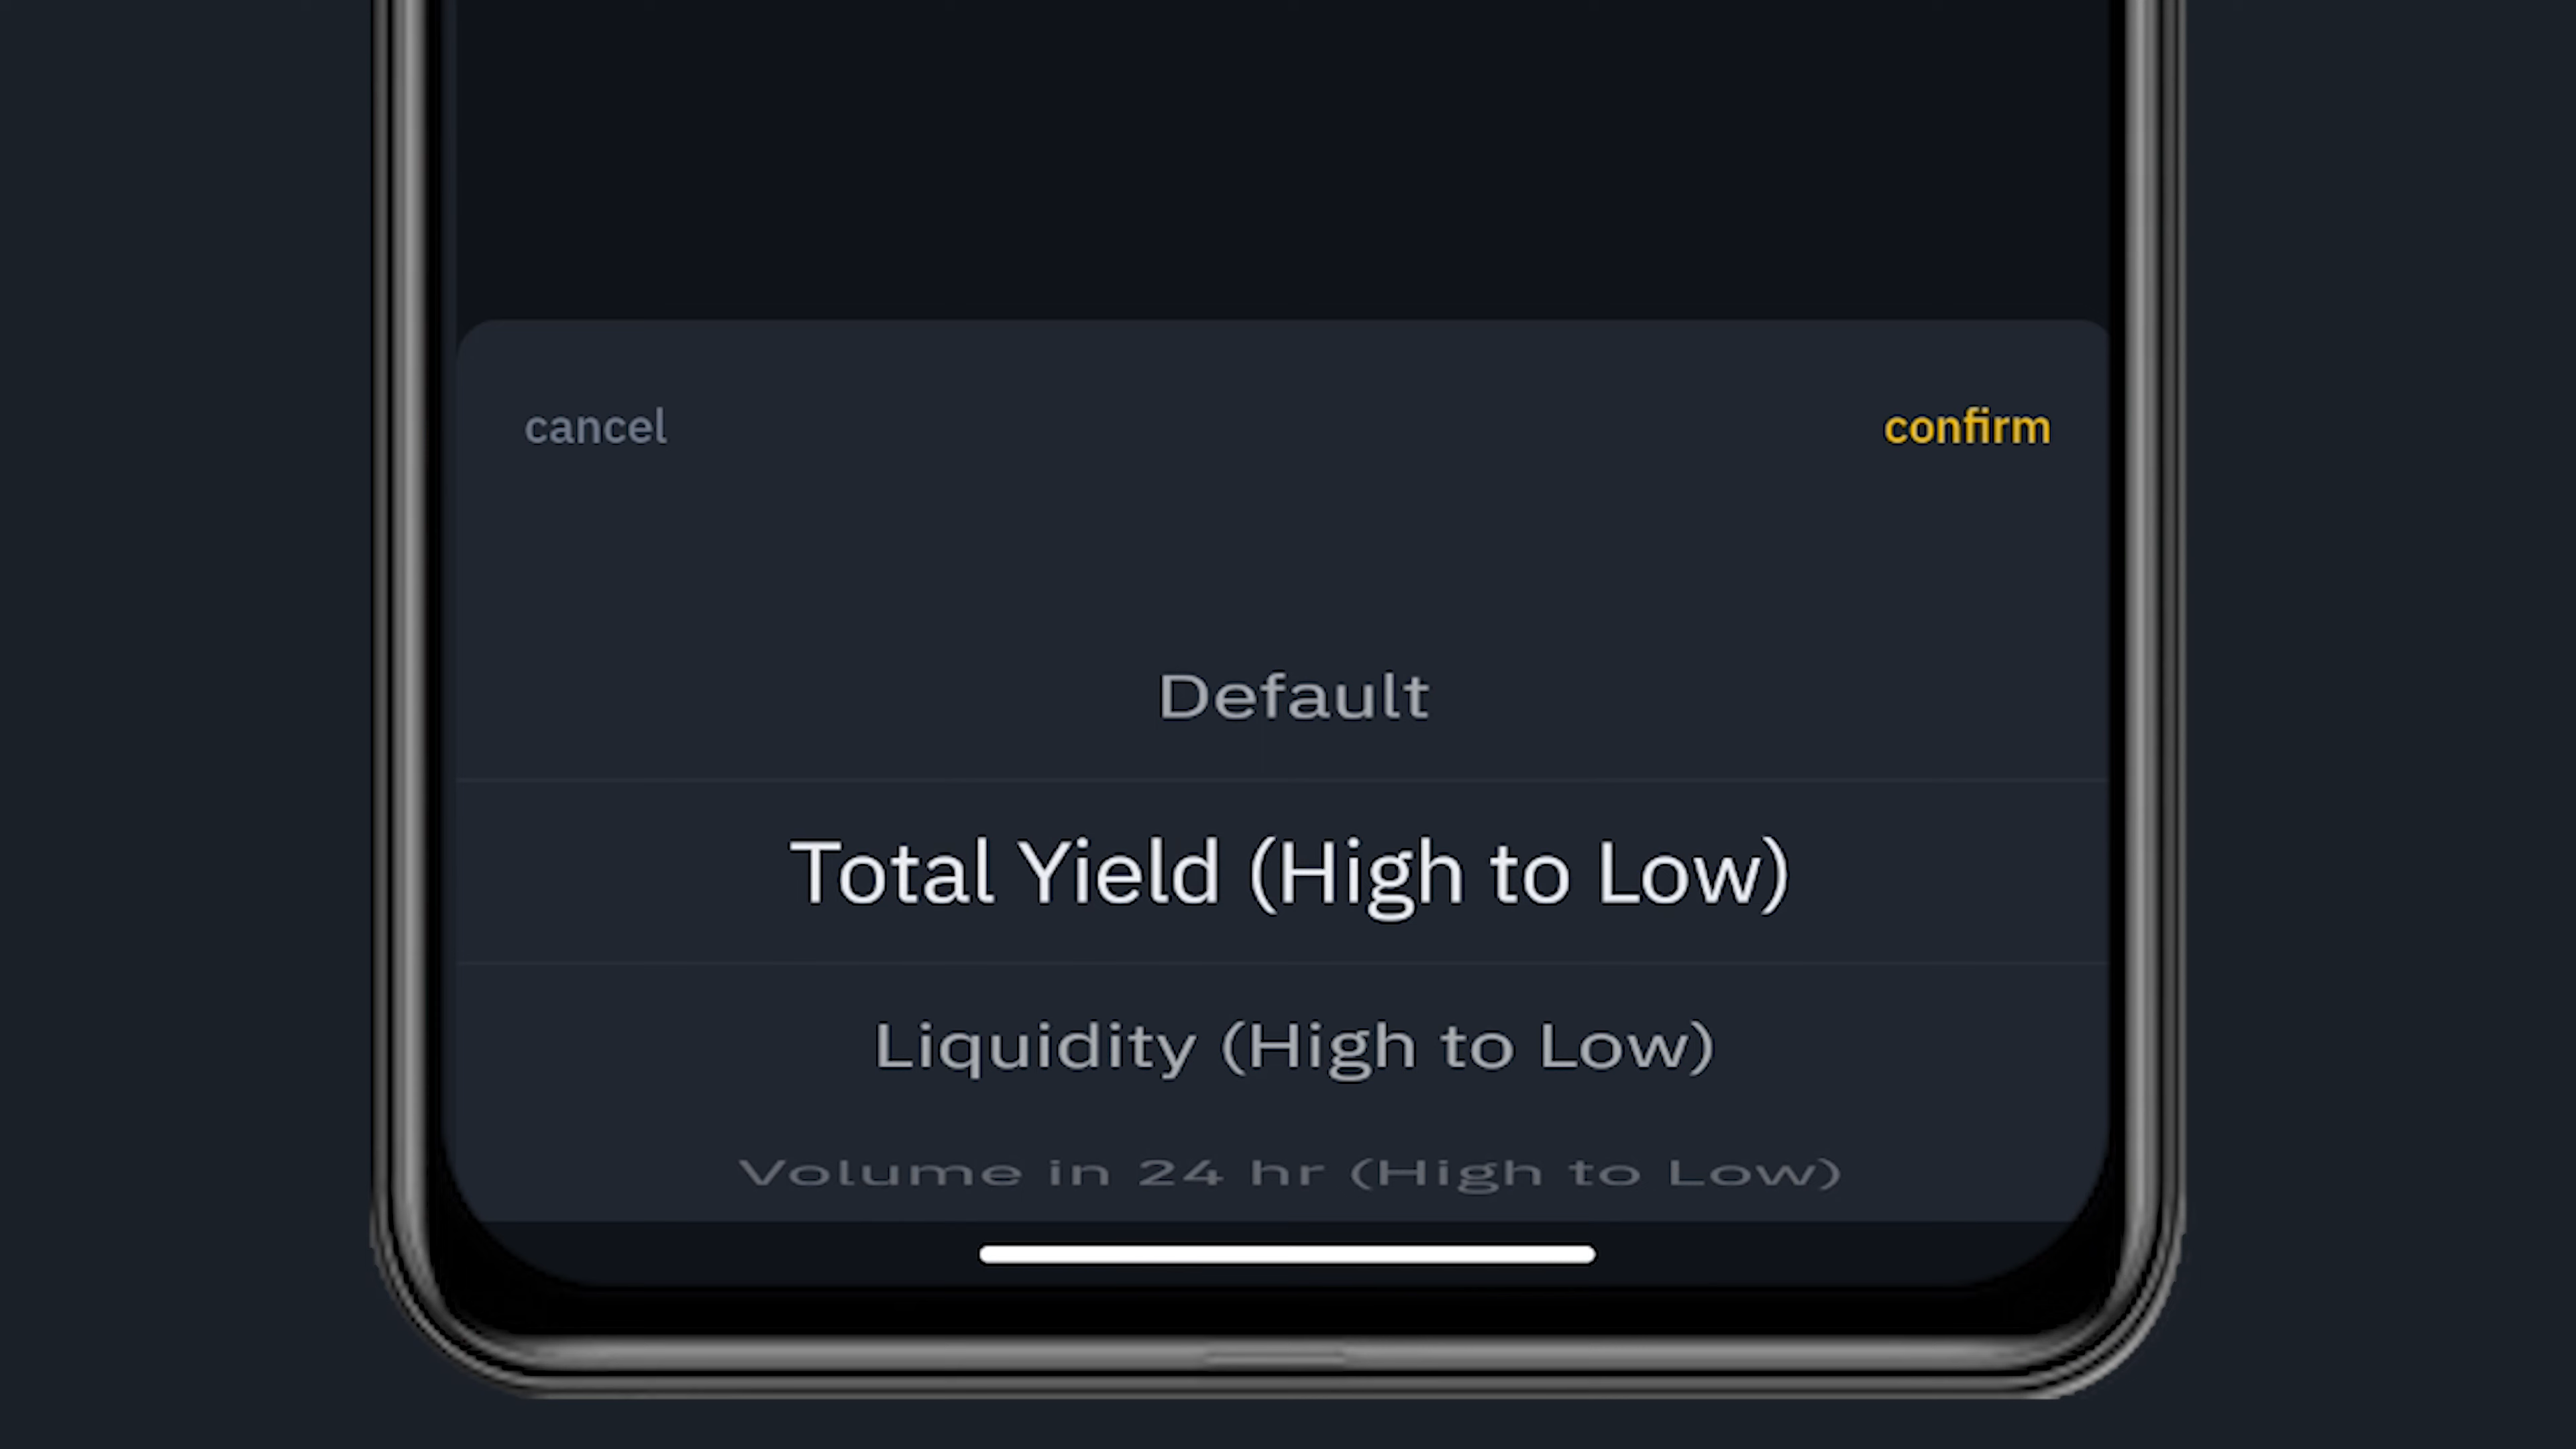 cancel
confirm
Default
Total Yield (High to Low)
Liquidity (High to Low)
Volume in 24 hr (High to Low)